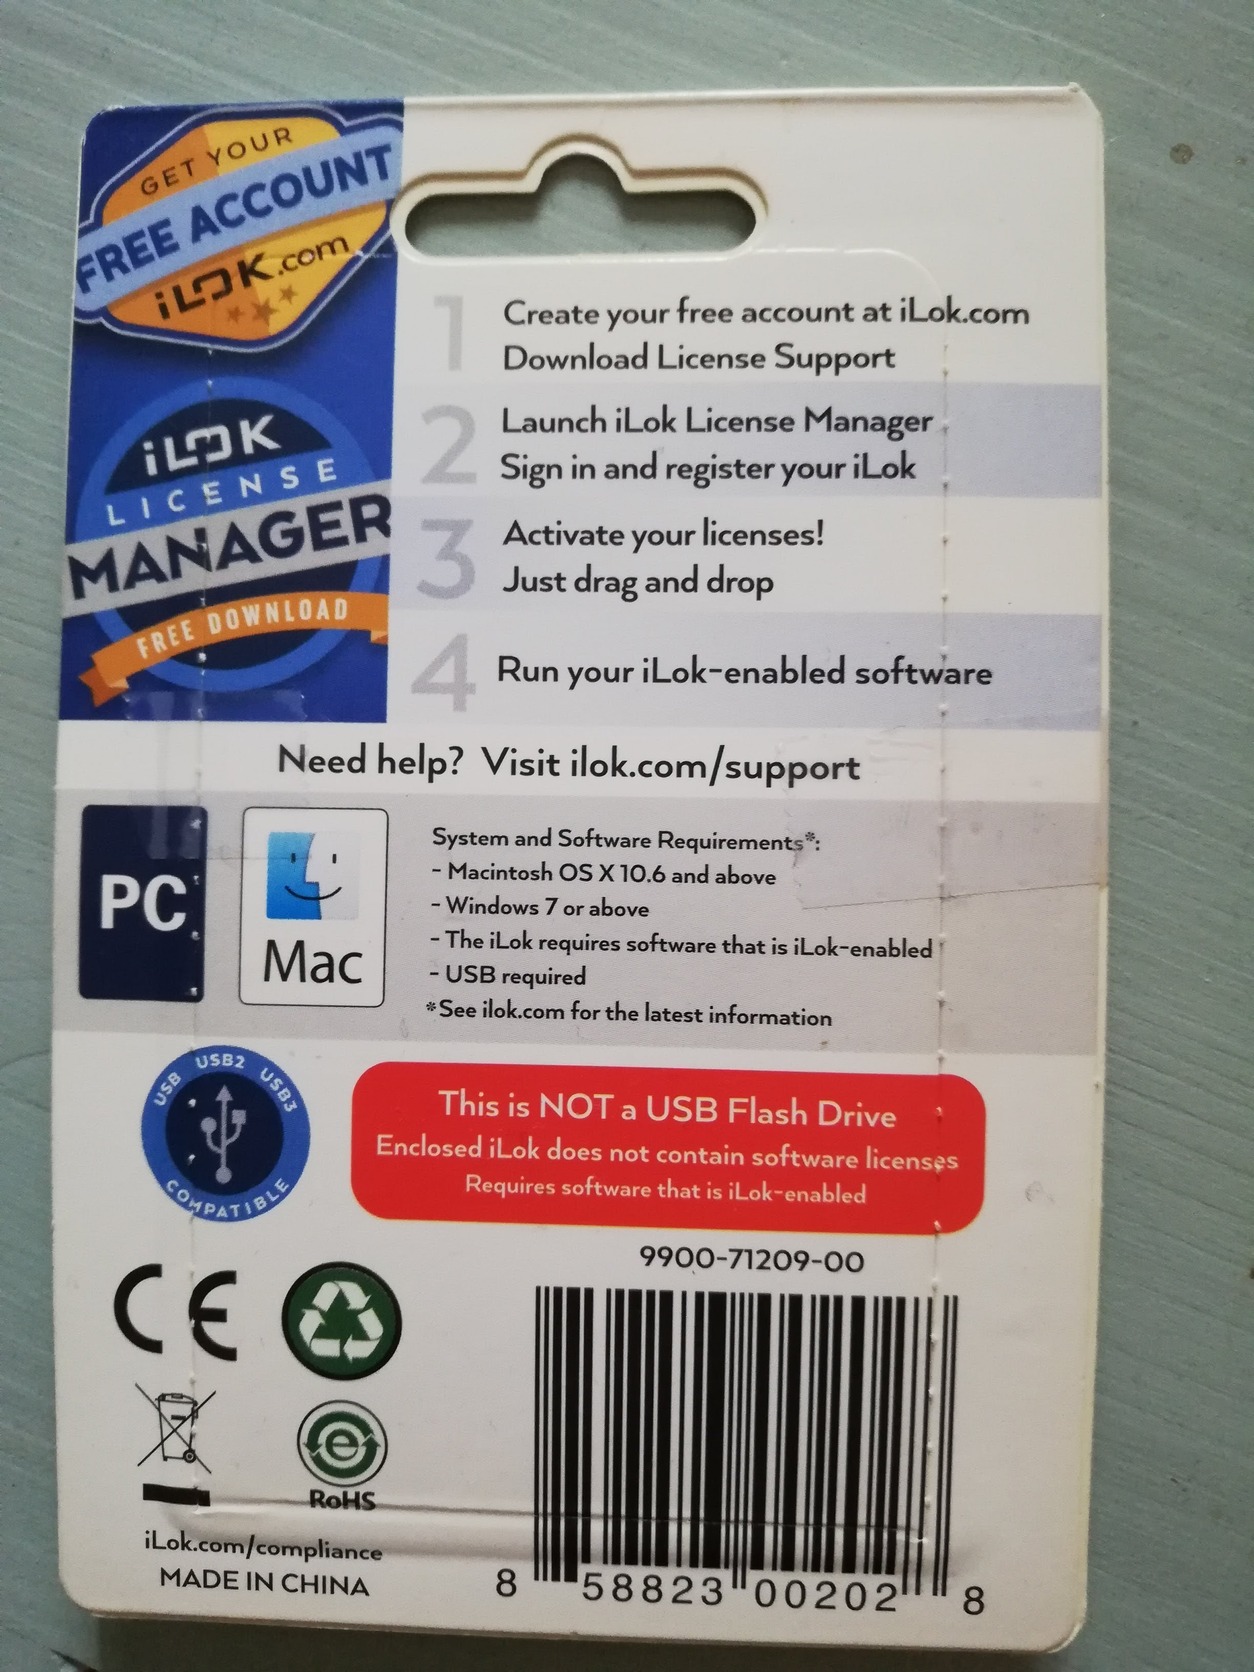 GET YOUR
FREE ACCOUNT
iLOK.com
iLOK
LICENSE
MANAGER
FREE DOWNLOAD
1
Create your free account at iLok.com
Download License Support
2
Launch iLok License Manager
Sign in and register your iLok
3
Activate your licenses!
Just drag and drop
4
Run your iLok-enabled software
Need help? Visit ilok.com/support
PC
Mac
System and Software Requirements*:
- Macintosh OS X 10.6 and above
- Windows 7 or above
- The iLok requires software that is iLok-enabled
- USB required
*See ilok.com for the latest information
USB USB2 USB3
COMPATIBLE
This is NOT a USB Flash Drive
Enclosed iLok does not contain software licenses
Requires software that is iLok-enabled
9900-71209-00
CE
e
RoHS
iLok.com/compliance
MADE IN CHINA
8 58823 00202 8